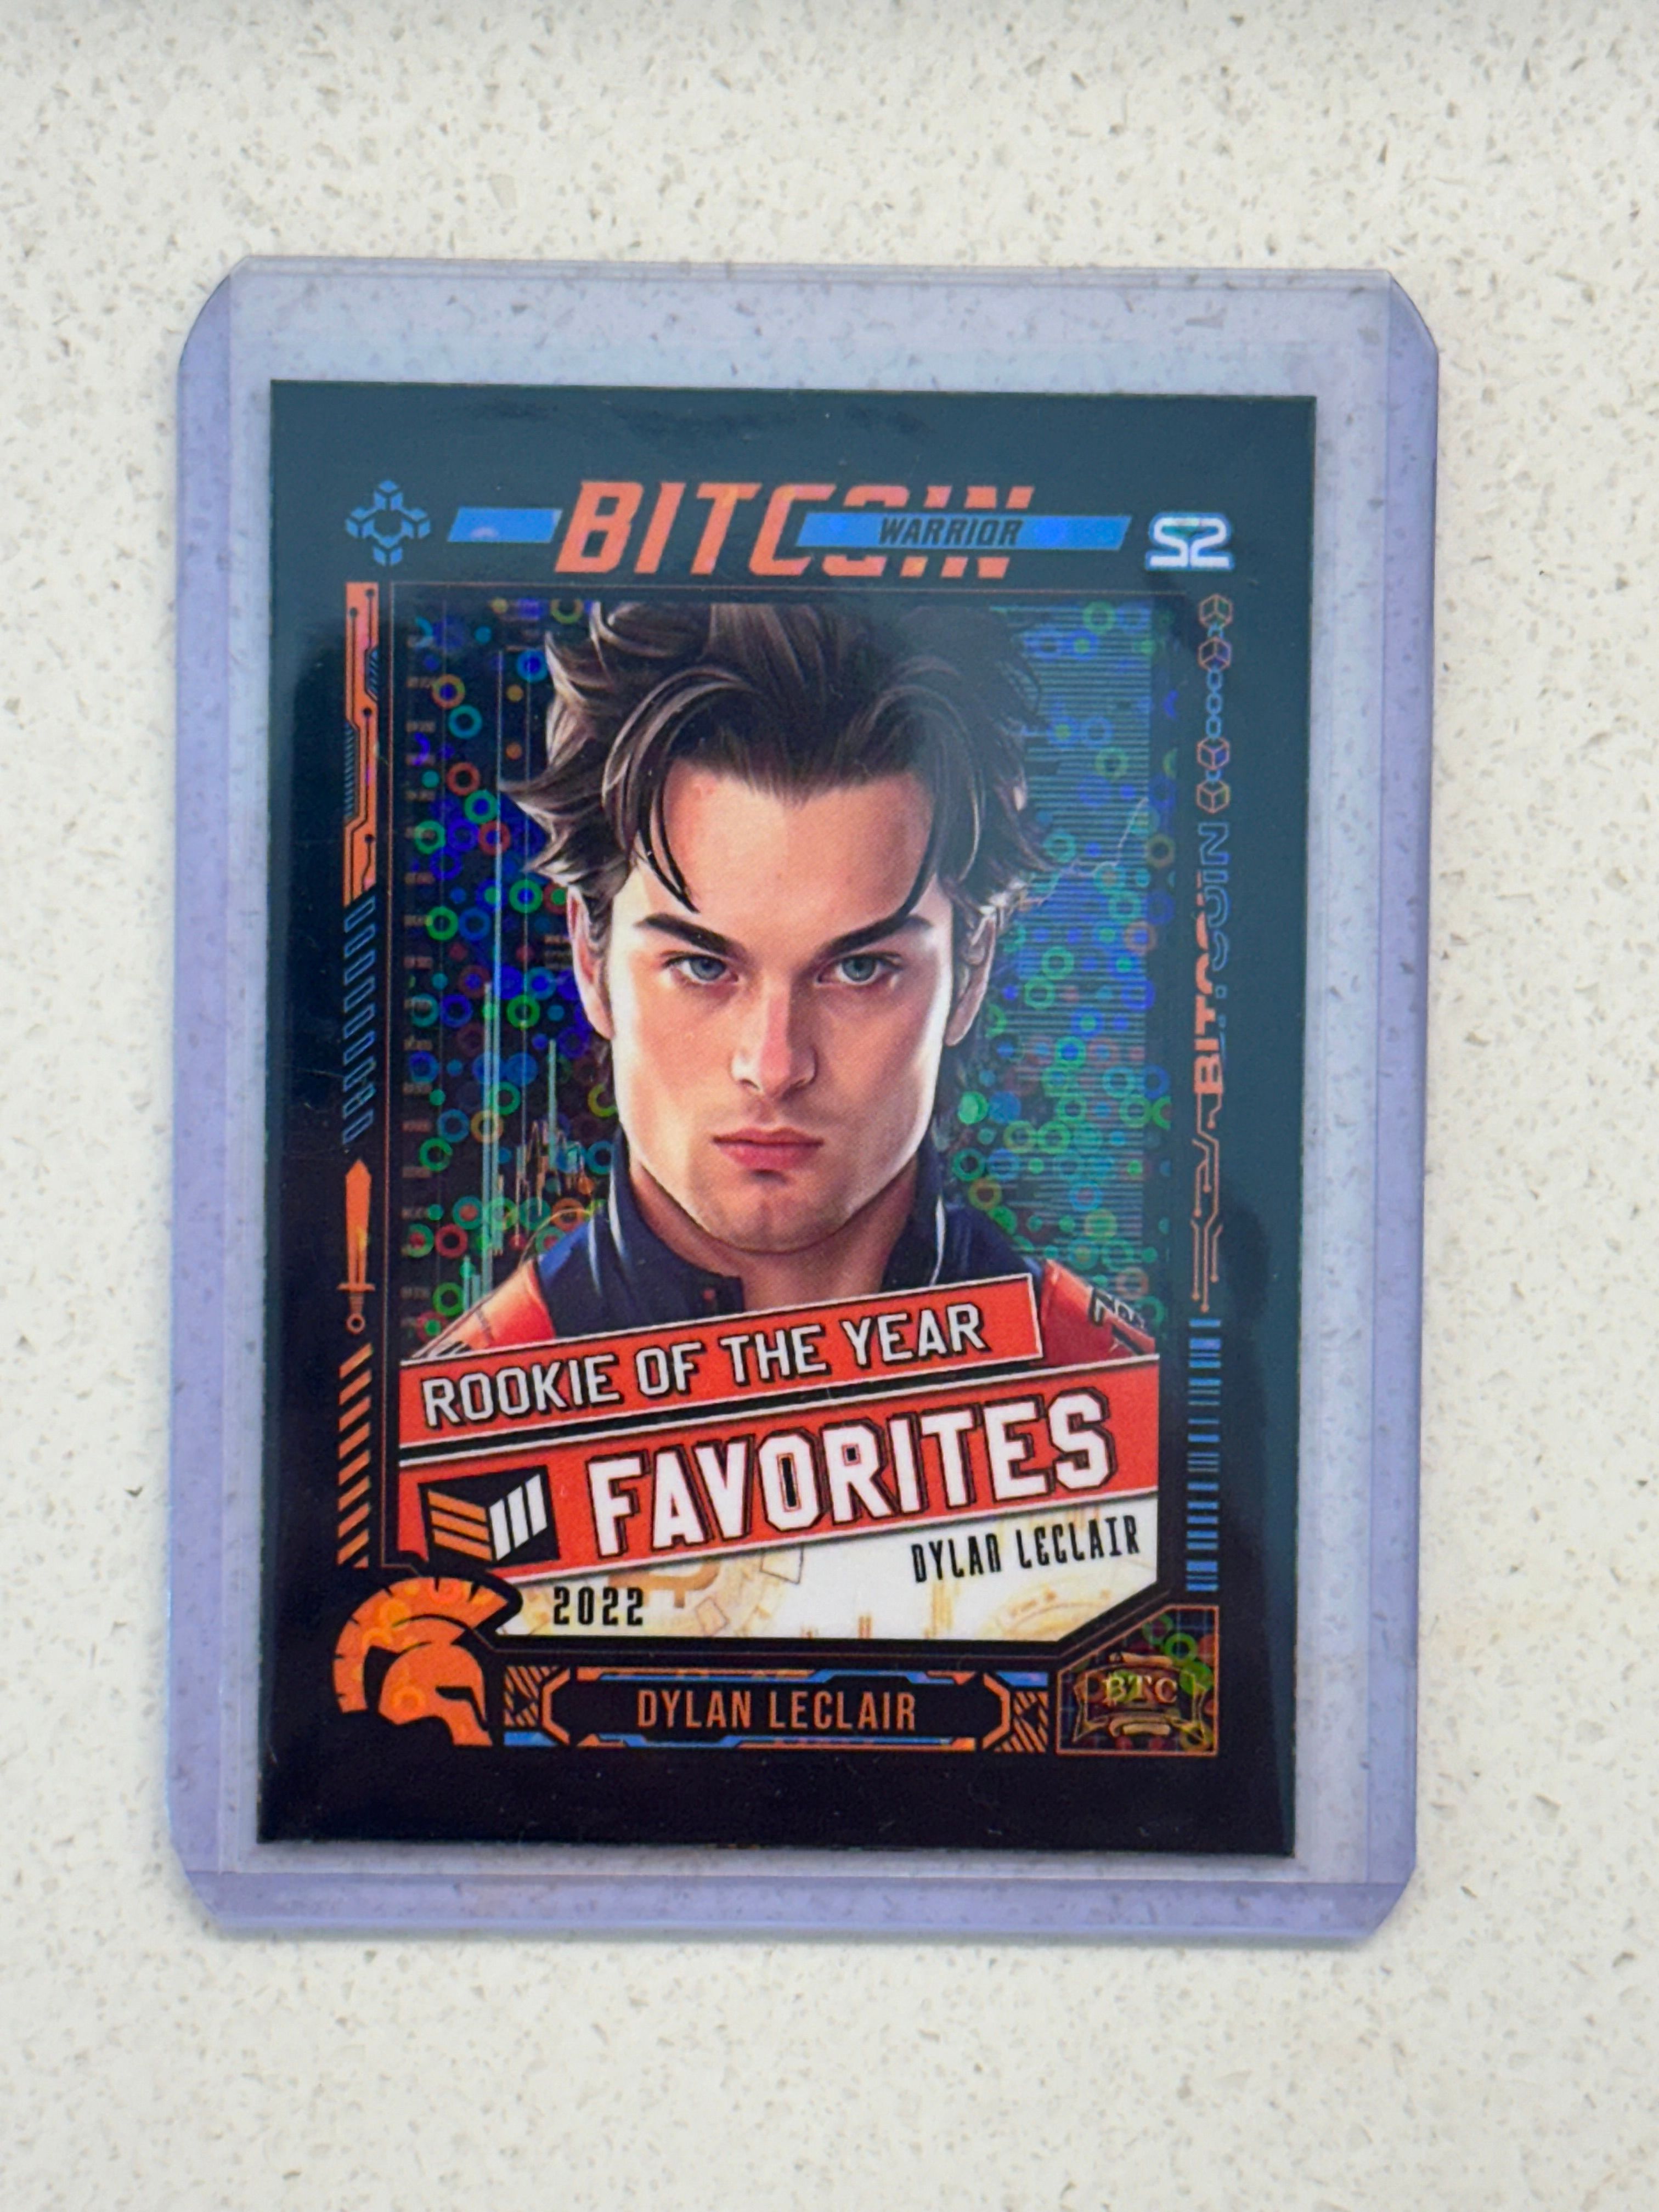 BITCOIN
WARRIOR
S2
BITCOIN
ROOKIE OF THE YEAR
FAVORITES
DYLAN LECLAIR
2022
DYLAN LECLAIR
BTC